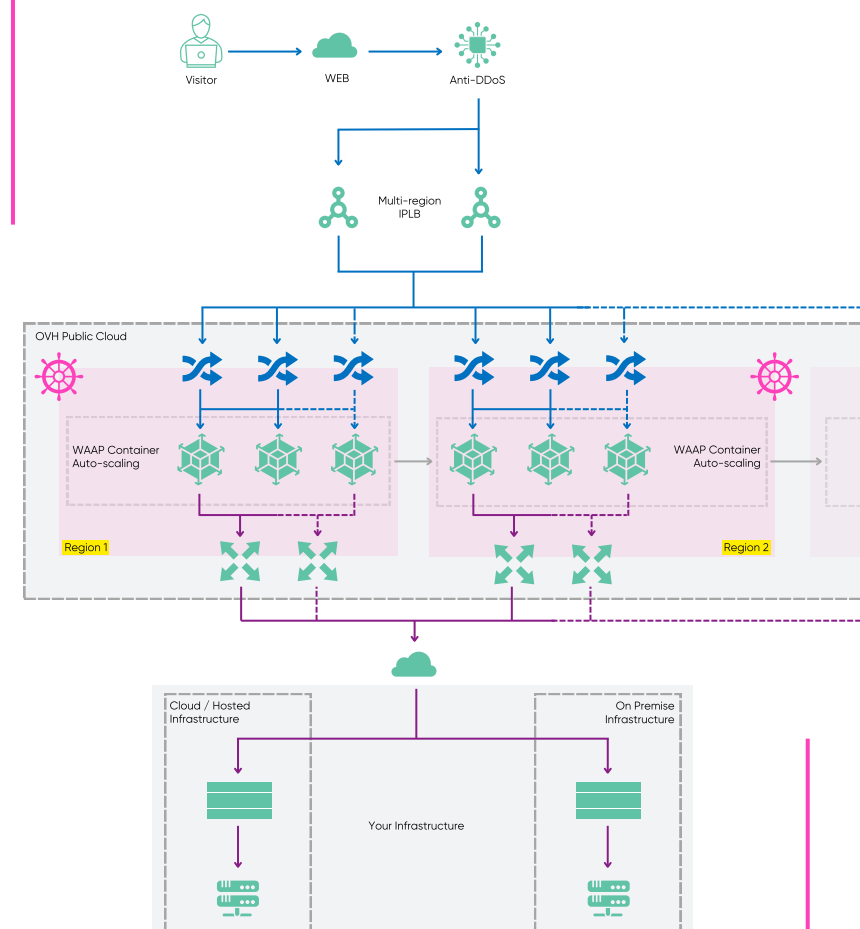 Visitor
WEB
Anti-DDoS
Multi-region
IPLB
OVH Public Cloud
WAAP Container
Auto-scaling
WAAP Container
Auto-scaling
Region 1
Region 2
Cloud / Hosted
Infrastructure
On Premise
Infrastructure
Your Infrastructure